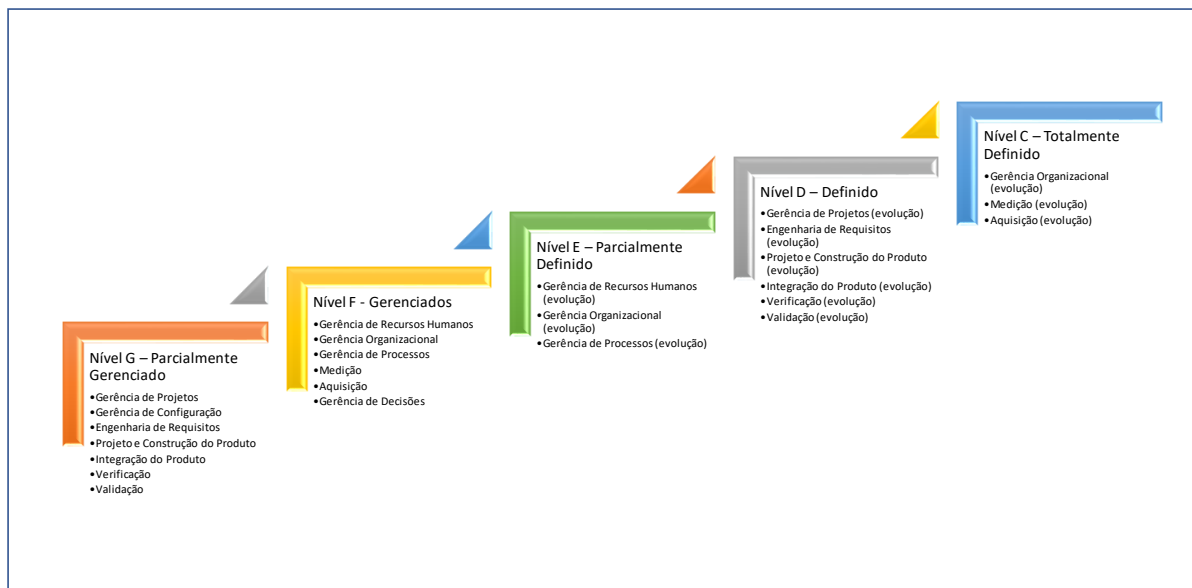 Nível G – Parcialmente
Gerenciado
•Gerência de Projetos
•Gerência de Configuração
•Engenharia de Requisitos
•Projeto e Construção do Produto
•Integração do Produto
•Verificação
•Validação
Nível F - Gerenciados
•Gerência de Recursos Humanos
•Gerência Organizacional
•Gerência de Processos
•Medição
•Aquisição
•Gerência de Decisões
Nível E – Parcialmente
Definido
•Gerência de Recursos Humanos
(evolução)
•Gerência Organizacional
(evolução)
•Gerência de Processos (evolução)
Nível D – Definido
•Gerência de Projetos (evolução)
•Engenharia de Requisitos
(evolução)
•Projeto e Construção do Produto
(evolução)
•Integração do Produto (evolução)
•Verificação (evolução)
•Validação (evolução)
Nível C – Totalmente
Definido
•Gerência Organizacional
(evolução)
•Medição (evolução)
•Aquisição (evolução)